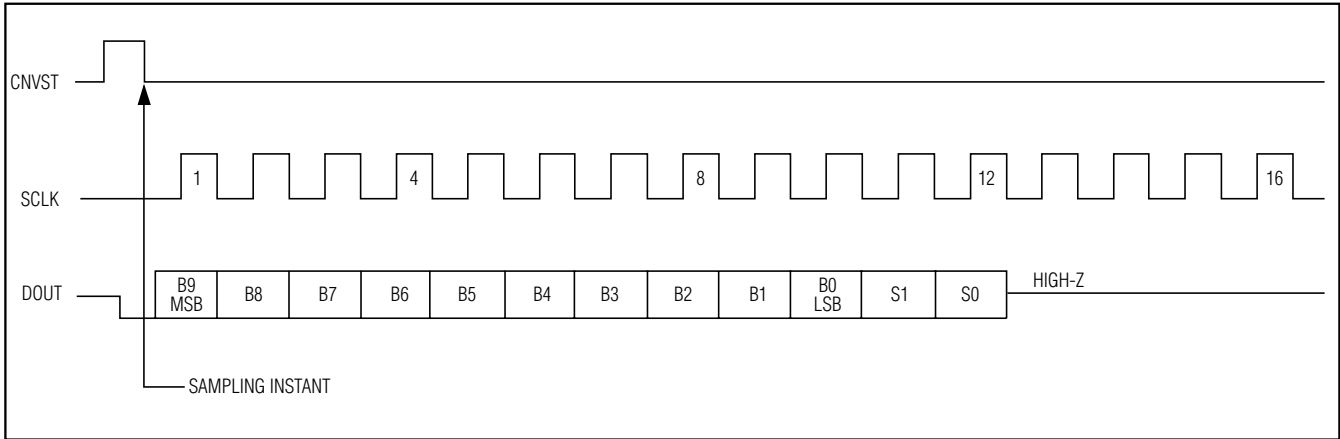 CNVST
1 4 8 12 16
SCLK
DOUT
B9 MSB
B8
B7
B6
B5
B4
B3
B2
B1
B0 LSB
S1
S0
HIGH-Z
SAMPLING INSTANT